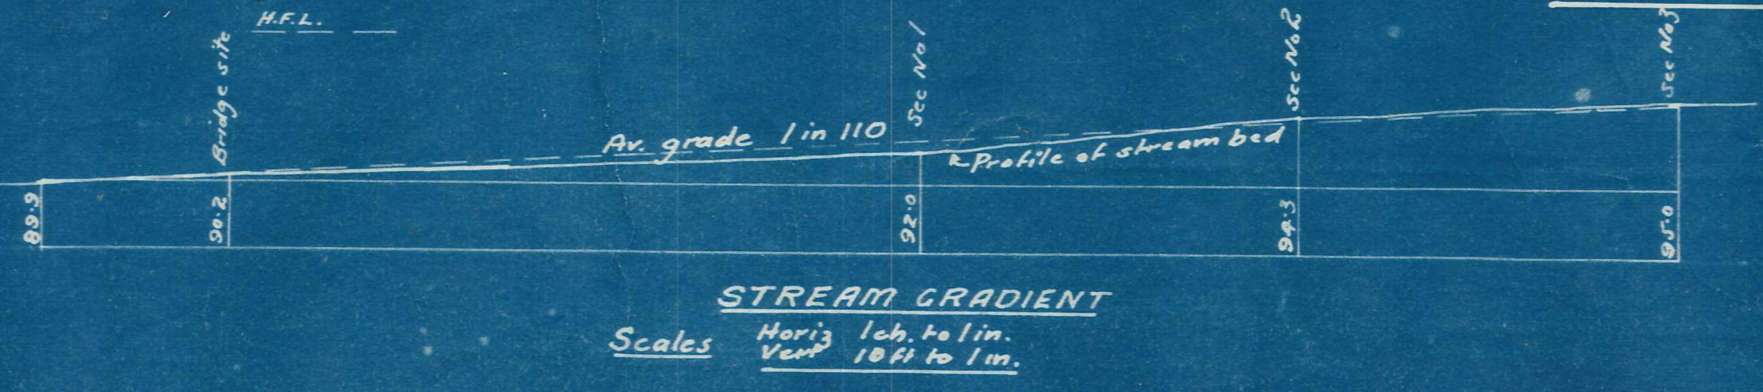 H.F.L.
Bridge site
Sec No 1
Sec No 2
Sec No 3
Av. grade 1 in 110
Profile of stream bed
89.9
90.2
92.0
94.3
95.0
STREAM GRADIENT
Scales Horiz 1 ch. to 1 in.
Vert 10 ft to 1 in.